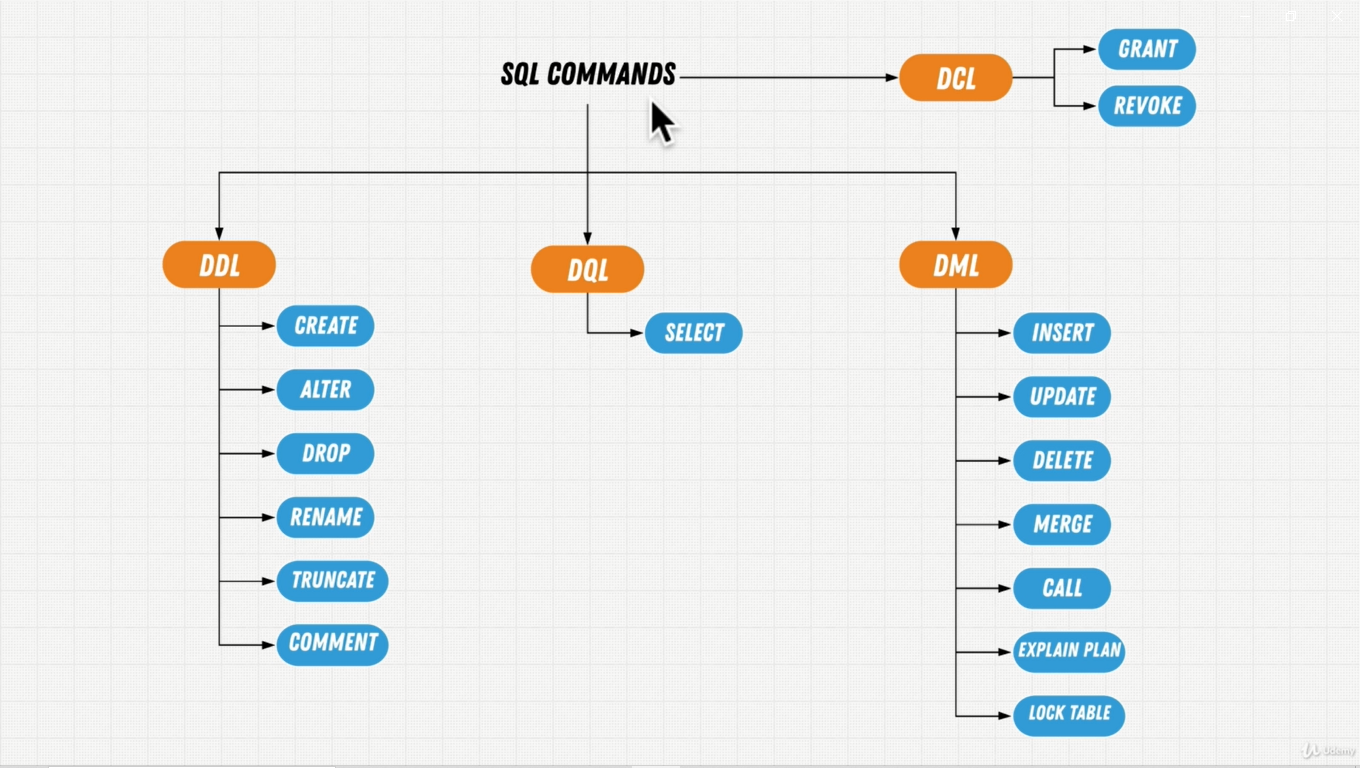 SQL COMMANDS
DCL
GRANT
REVOKE
DDL
CREATE
ALTER
DROP
RENAME
TRUNCATE
COMMENT
DQL
SELECT
DML
INSERT
UPDATE
DELETE
MERGE
CALL
EXPLAIN PLAN
LOCK TABLE
Udemy